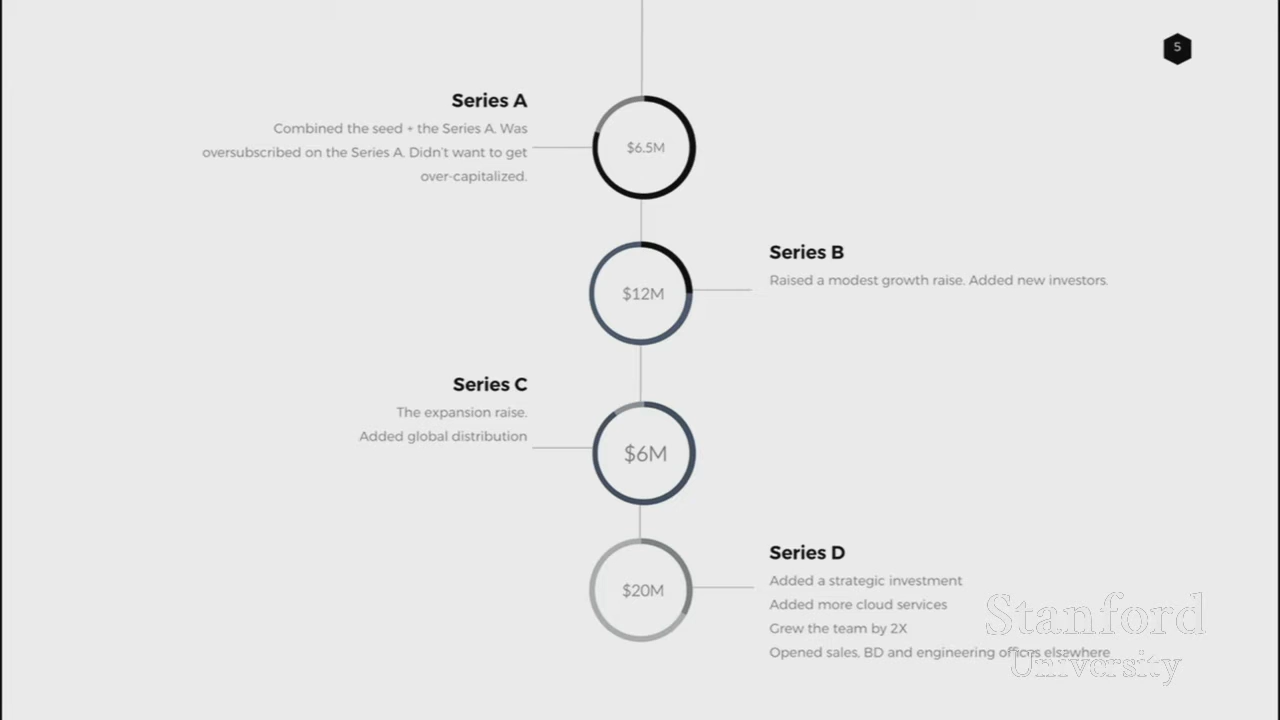 5
Series A
Combined the seed + the Series A. Was
oversubscribed on the Series A. Didn't want to get
over-capitalized.
$6.5M
Series B
Raised a modest growth raise. Added new investors.
$12M
Series C
The expansion raise.
Added global distribution
$6M
Series D
Added a strategic investment
Added more cloud services
Grew the team by 2X
Opened sales, BD and engineering offices elsewhere
$20M
Stanford
University